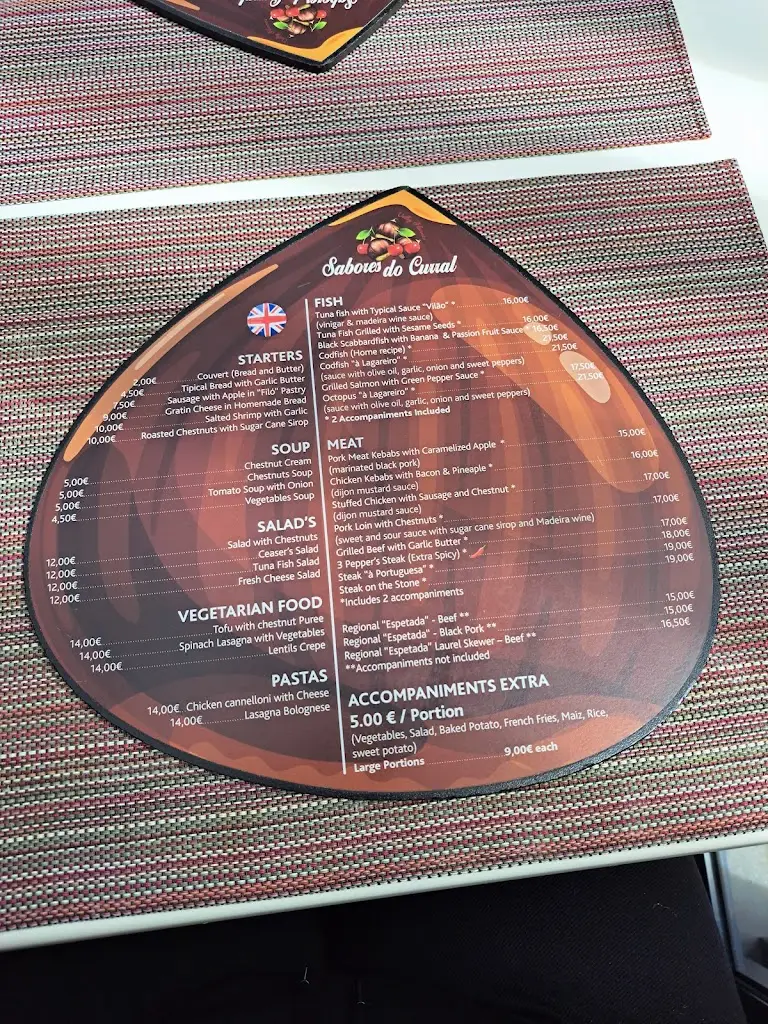 Sabores do Curral
STARTERS
2,00€ Couvert (Bread and Butter)
4,50€ Tipical Bread with Garlic Butter
7,50€ Sausage with Apple in "Filó" Pastry
9,00€ Gratin Cheese in Homemade Bread
10,00€ Salted Shrimp with Garlic
10,00€ Roasted Chestnuts with Sugar Cane Sirop
SOUP
5,00€ Chestnut Cream
5,00€ Chestnuts Soup
5,00€ Tomato Soup with Onion
4,50€ Vegetables Soup
SALAD'S
12,00€ Salad with Chestnuts
12,00€ Ceaser's Salad
12,00€ Tuna Fish Salad
12,00€ Fresh Cheese Salad
VEGETARIAN FOOD
14,00€ Tofu with chestnut Puree
14,00€ Spinach Lasagna with Vegetables
14,00€ Lentils Crepe
PASTAS
14,00€ Chicken cannelloni with Cheese
14,00€ Lasagna Bolognese
FISH
Tuna fish with Typical Sauce "Vilão" * 16,00€
(vinigar & madeira wine sauce)
Tuna Fish Grilled with Sesame Seeds * 16,00€
Black Scabbardfish with Banana & Passion Fruit Sauce * 16,50€
Codfish (Home recipe) * 21,50€
Codfish "à Lagareiro" * 21,50€
(sauce with olive oil, garlic, onion and sweet peppers)
Grilled Salmon with Green Pepper Sauce * 17,50€
Octopus "à Lagareiro" * 21,50€
(sauce with olive oil, garlic, onion and sweet peppers)
* 2 Accompaniments Included
MEAT
Pork Meat Kebabs with Caramelized Apple * 15,00€
(marinated black pork)
Chicken Kebabs with Bacon & Pineaple * 16,00€
(dijon mustard sauce)
Stuffed Chicken with Sausage and Chestnut * 17,00€
(dijon mustard sauce)
Pork Loin with Chestnuts * 17,00€
(sweet and sour sauce with sugar cane sirop and Madeira wine)
Grilled Beef with Garlic Butter * 17,00€
3 Pepper's Steak (Extra Spicy) * 18,00€
Steak "à Portuguesa" * 19,00€
Steak on the Stone * 19,00€
*Includes 2 accompaniments
Regional "Espetada" - Beef ** 15,00€
Regional "Espetada" - Black Pork ** 15,00€
Regional "Espetada" Laurel Skewer – Beef ** 16,50€
**Accompaniments not included
ACCOMPANIMENTS EXTRA
5.00 € / Portion
(Vegetables, Salad, Baked Potato, French Fries, Maiz, Rice,
sweet potato)
Large Portions 9,00€ each